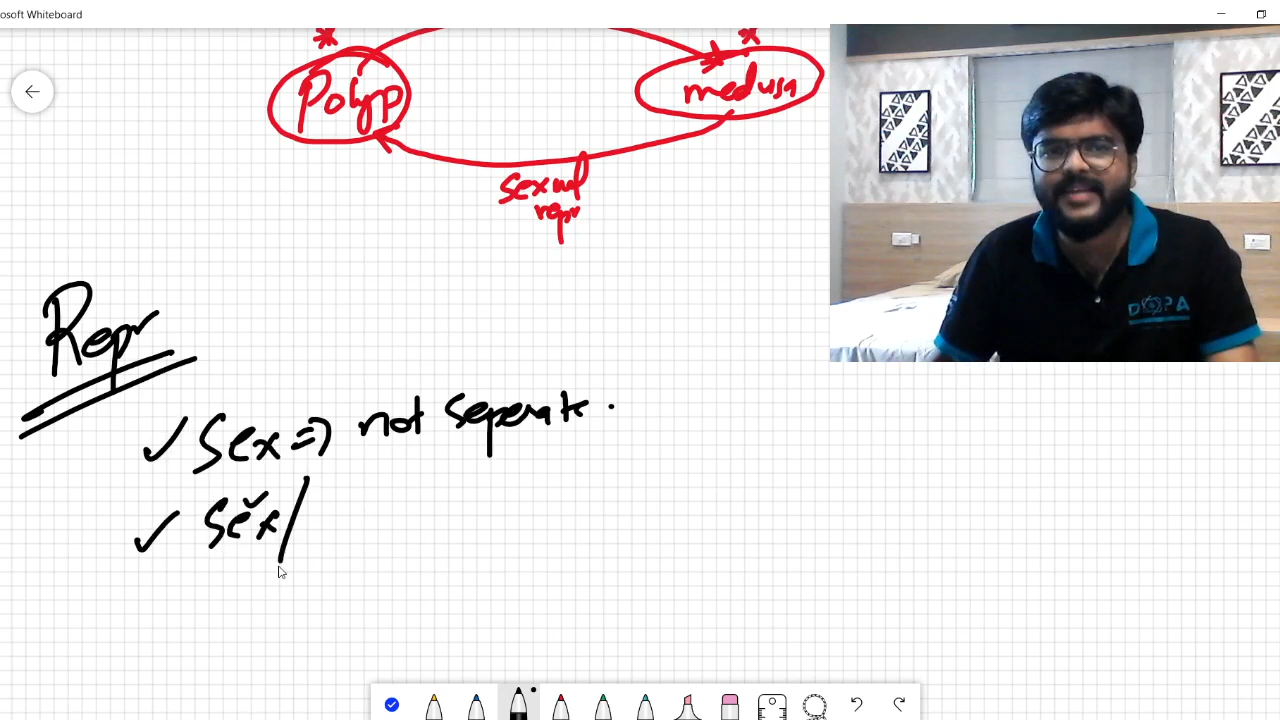 osoft Whiteboard
Polyp
medusa
sexual
repr
DOPA
Repr
Sex => not seperate.
Sex/